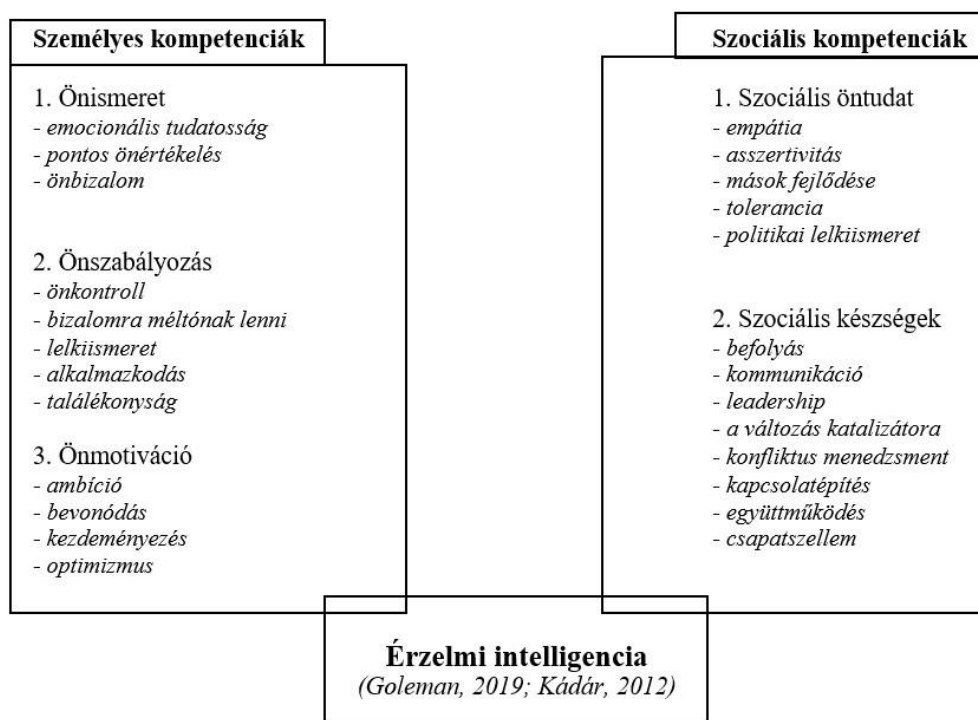 Személyes kompetenciák
1. Önismeret
- emocionális tudatosság
- pontos önértékelés
- önbizalom
2. Önszabályozás
- önkontroll
- bizalomra méltónak lenni
- lelkiismeret
- alkalmazkodás
- találékonyság
3. Önmotiváció
- ambíció
- bevonódás
- kezdeményezés
- optimizmus
Szociális kompetenciák
1. Szociális öntudat
- empátia
- asszertivitás
- mások fejlődése
- tolerancia
- politikai lelkiismeret
2. Szociális készségek
- befolyás
- kommunikáció
- leadership
- a változás katalizátora
- konfliktus menedzsment
- kapcsolatépítés
- együttműködés
- csapatszellem
Érzelmi intelligencia
(Goleman, 2019; Kádár, 2012)